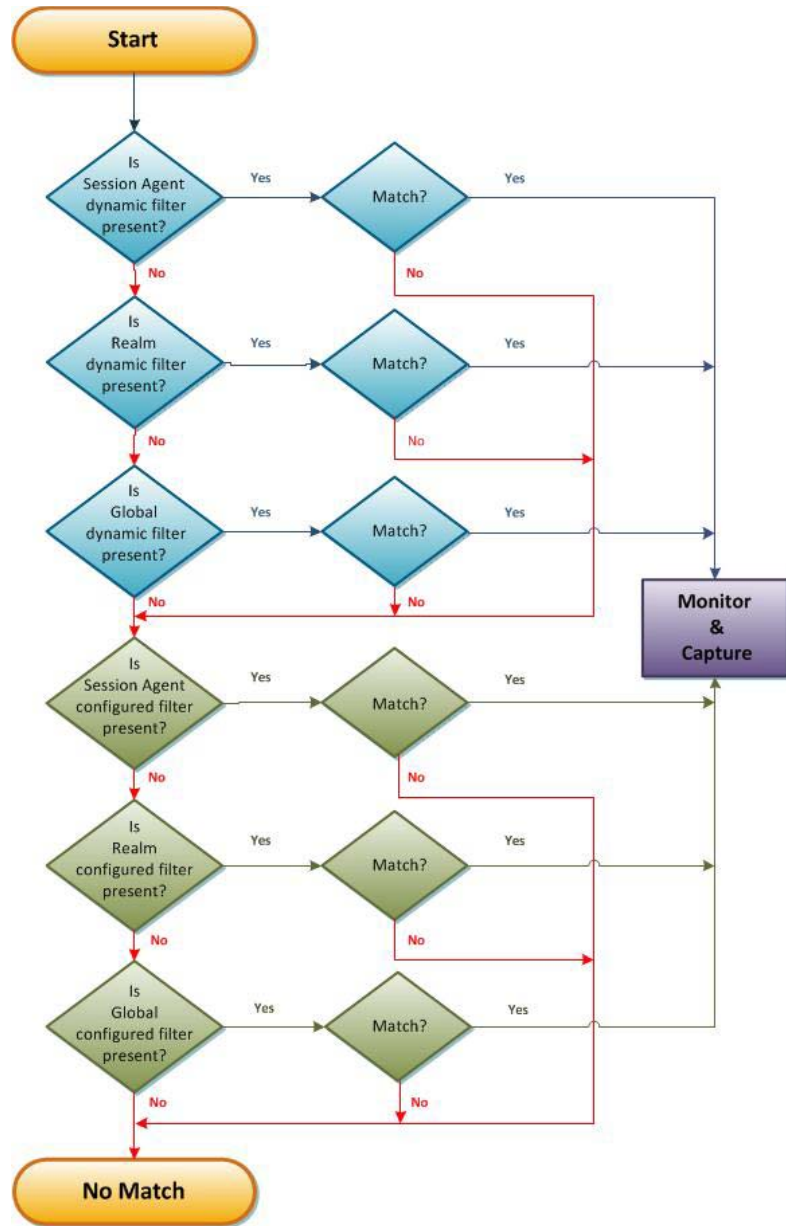 Start
Is
Session Agent
dynamic filter
present?
Yes
Match?
Yes
No
No
Is
Realm
dynamic filter
present?
Yes
Match?
Yes
No
No
Is
Global
dynamic filter
present?
Yes
Match?
Yes
No
No
Monitor
&
Capture
Is
Session Agent
configured filter
present?
Yes
Match?
Yes
No
No
Is
Realm
configured filter
present?
Yes
Match?
Yes
No
No
Is
Global
configured filter
present?
Yes
Match?
Yes
No
No
No Match